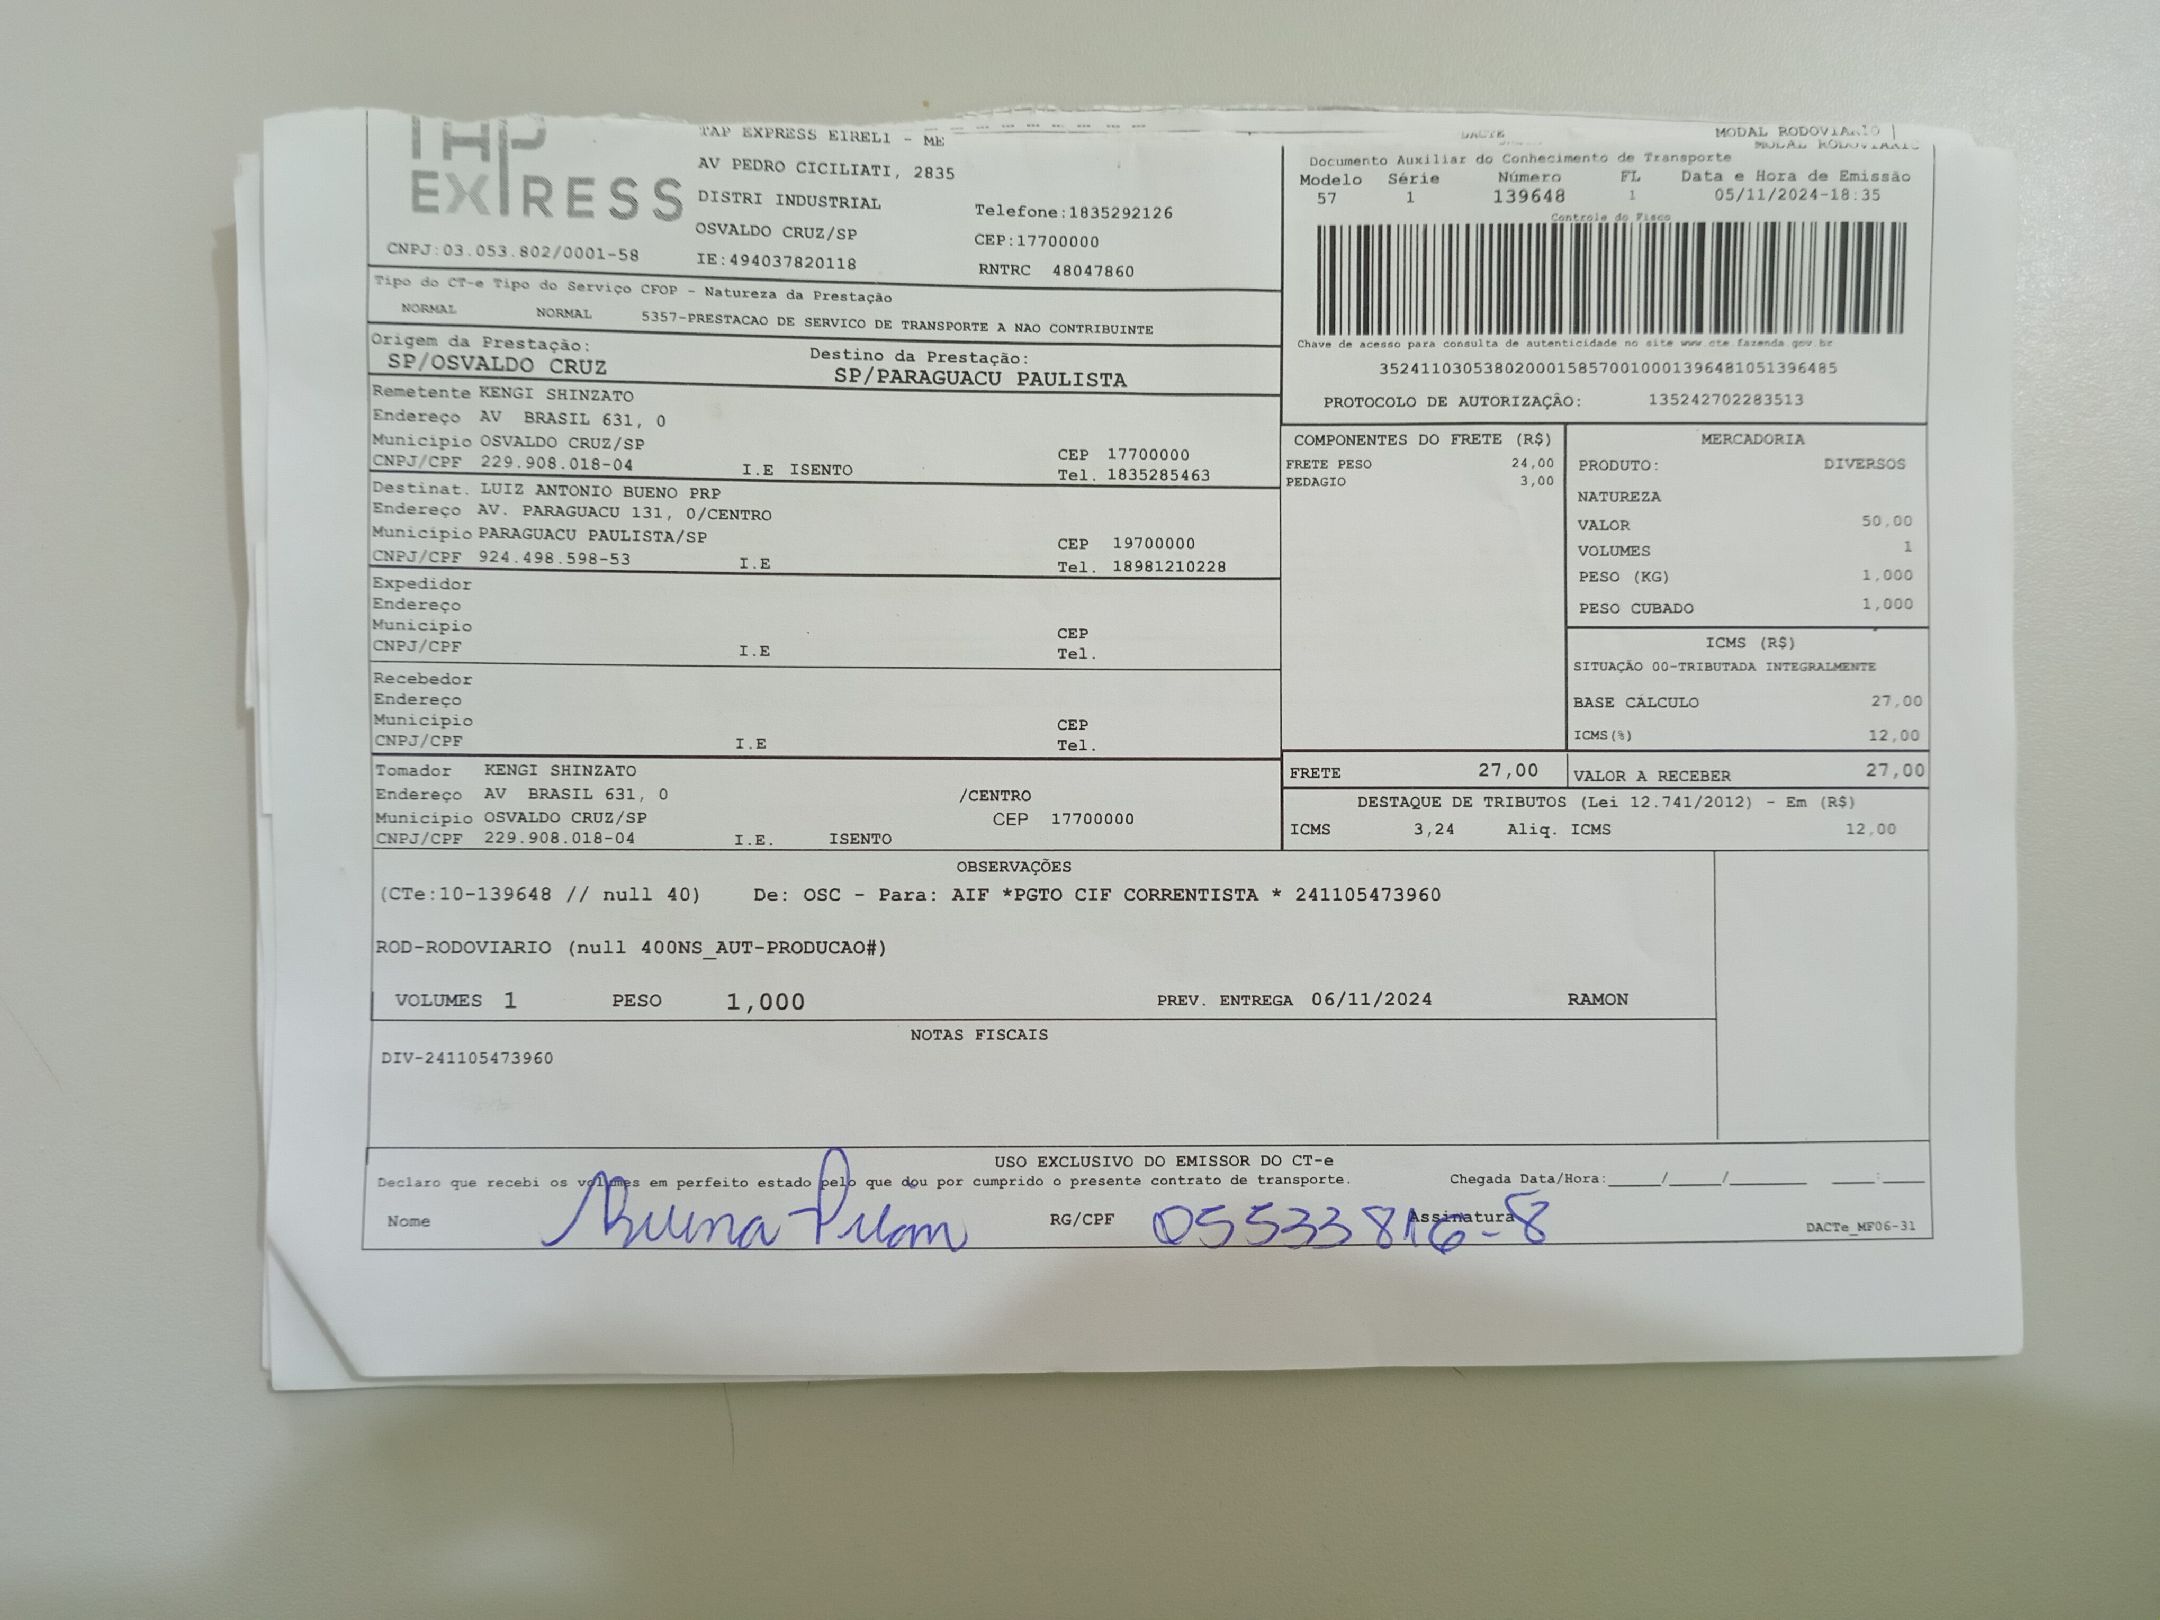 TAP
EXPRESS
CNPJ:03.053.802/0001-58
TAP EXPRESS EIRELI - ME
AV PEDRO CICILIATI, 2835
DISTRI INDUSTRIAL
OSVALDO CRUZ/SP
IE:494037820118
Telefone:1835292126
CEP:17700000
RNTRC 48047860
DACTE
MODAL RODOVIARIO
MODAL RODOVIARIO
Documento Auxiliar do Conhecimento de Transporte
Modelo Série Número FL Data e Hora de Emissão
57 1 139648 1 05/11/2024-18:35
Controle do Fisco
Chave de acesso para consulta de autenticidade no site www.cte.fazenda.gov.br
35241103053802000158570010001396481051396485
PROTOCOLO DE AUTORIZAÇÃO: 135242702283513
Tipo do CT-e Tipo do Serviço CFOP - Natureza da Prestação
NORMAL NORMAL 5357-PRESTACAO DE SERVICO DE TRANSPORTE A NAO CONTRIBUINTE
Origem da Prestação: Destino da Prestação:
SP/OSVALDO CRUZ SP/PARAGUACU PAULISTA
Remetente KENGI SHINZATO
Endereço AV BRASIL 631, 0
Municipio OSVALDO CRUZ/SP CEP 17700000
CNPJ/CPF 229.908.018-04 I.E ISENTO Tel. 1835285463
Destinat. LUIZ ANTONIO BUENO PRP
Endereço AV. PARAGUACU 131, 0/CENTRO
Municipio PARAGUACU PAULISTA/SP CEP 19700000
CNPJ/CPF 924.498.598-53 I.E Tel. 18981210228
Expedidor
Endereço
Municipio CEP
CNPJ/CPF I.E Tel.
Recebedor
Endereço
Municipio CEP
CNPJ/CPF I.E Tel.
Tomador KENGI SHINZATO
Endereço AV BRASIL 631, 0 /CENTRO
Municipio OSVALDO CRUZ/SP CEP 17700000
CNPJ/CPF 229.908.018-04 I.E. ISENTO
COMPONENTES DO FRETE (R$)
FRETE PESO 24,00
PEDAGIO 3,00
MERCADORIA
PRODUTO: DIVERSOS
NATUREZA
VALOR 50,00
VOLUMES 1
PESO (KG) 1,000
PESO CUBADO 1,000
ICMS (R$)
SITUAÇÃO 00-TRIBUTADA INTEGRALMENTE
BASE CÁLCULO 27,00
ICMS(%) 12,00
FRETE 27,00 VALOR A RECEBER 27,00
DESTAQUE DE TRIBUTOS (Lei 12.741/2012) - Em (R$)
ICMS 3,24 Aliq. ICMS 12,00
OBSERVAÇÕES
(CTe:10-139648 // null 40) De: OSC - Para: AIF *PGTO CIF CORRENTISTA * 241105473960
ROD-RODOVIARIO (null 400NS_AUT-PRODUCAO#)
VOLUMES 1 PESO 1,000 PREV. ENTREGA 06/11/2024 RAMON
NOTAS FISCAIS
DIV-241105473960
USO EXCLUSIVO DO EMISSOR DO CT-e
Declaro que recebi os volumes em perfeito estado pelo que dou por cumprido o presente contrato de transporte. Chegada Data/Hora:____/____/______ ___:___
Nome RG/CPF 05533816-8 Assinatura DACTe_MF06-31